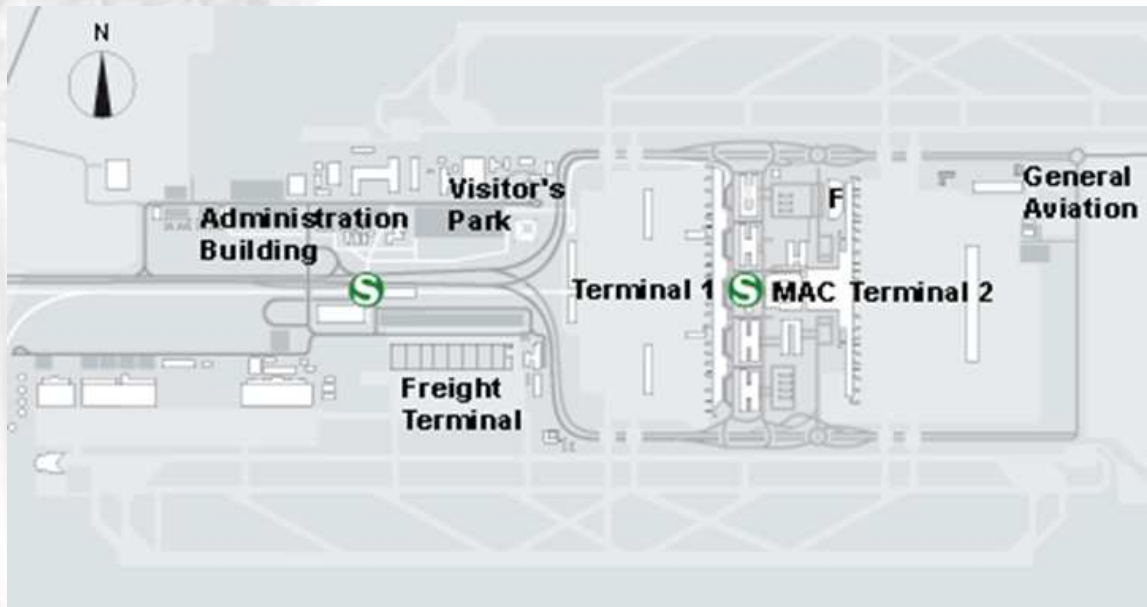 N
Visitor's
Park
Administration
Building
F
General
Aviation
S
Terminal 1
S
MAC
Terminal 2
Freight
Terminal